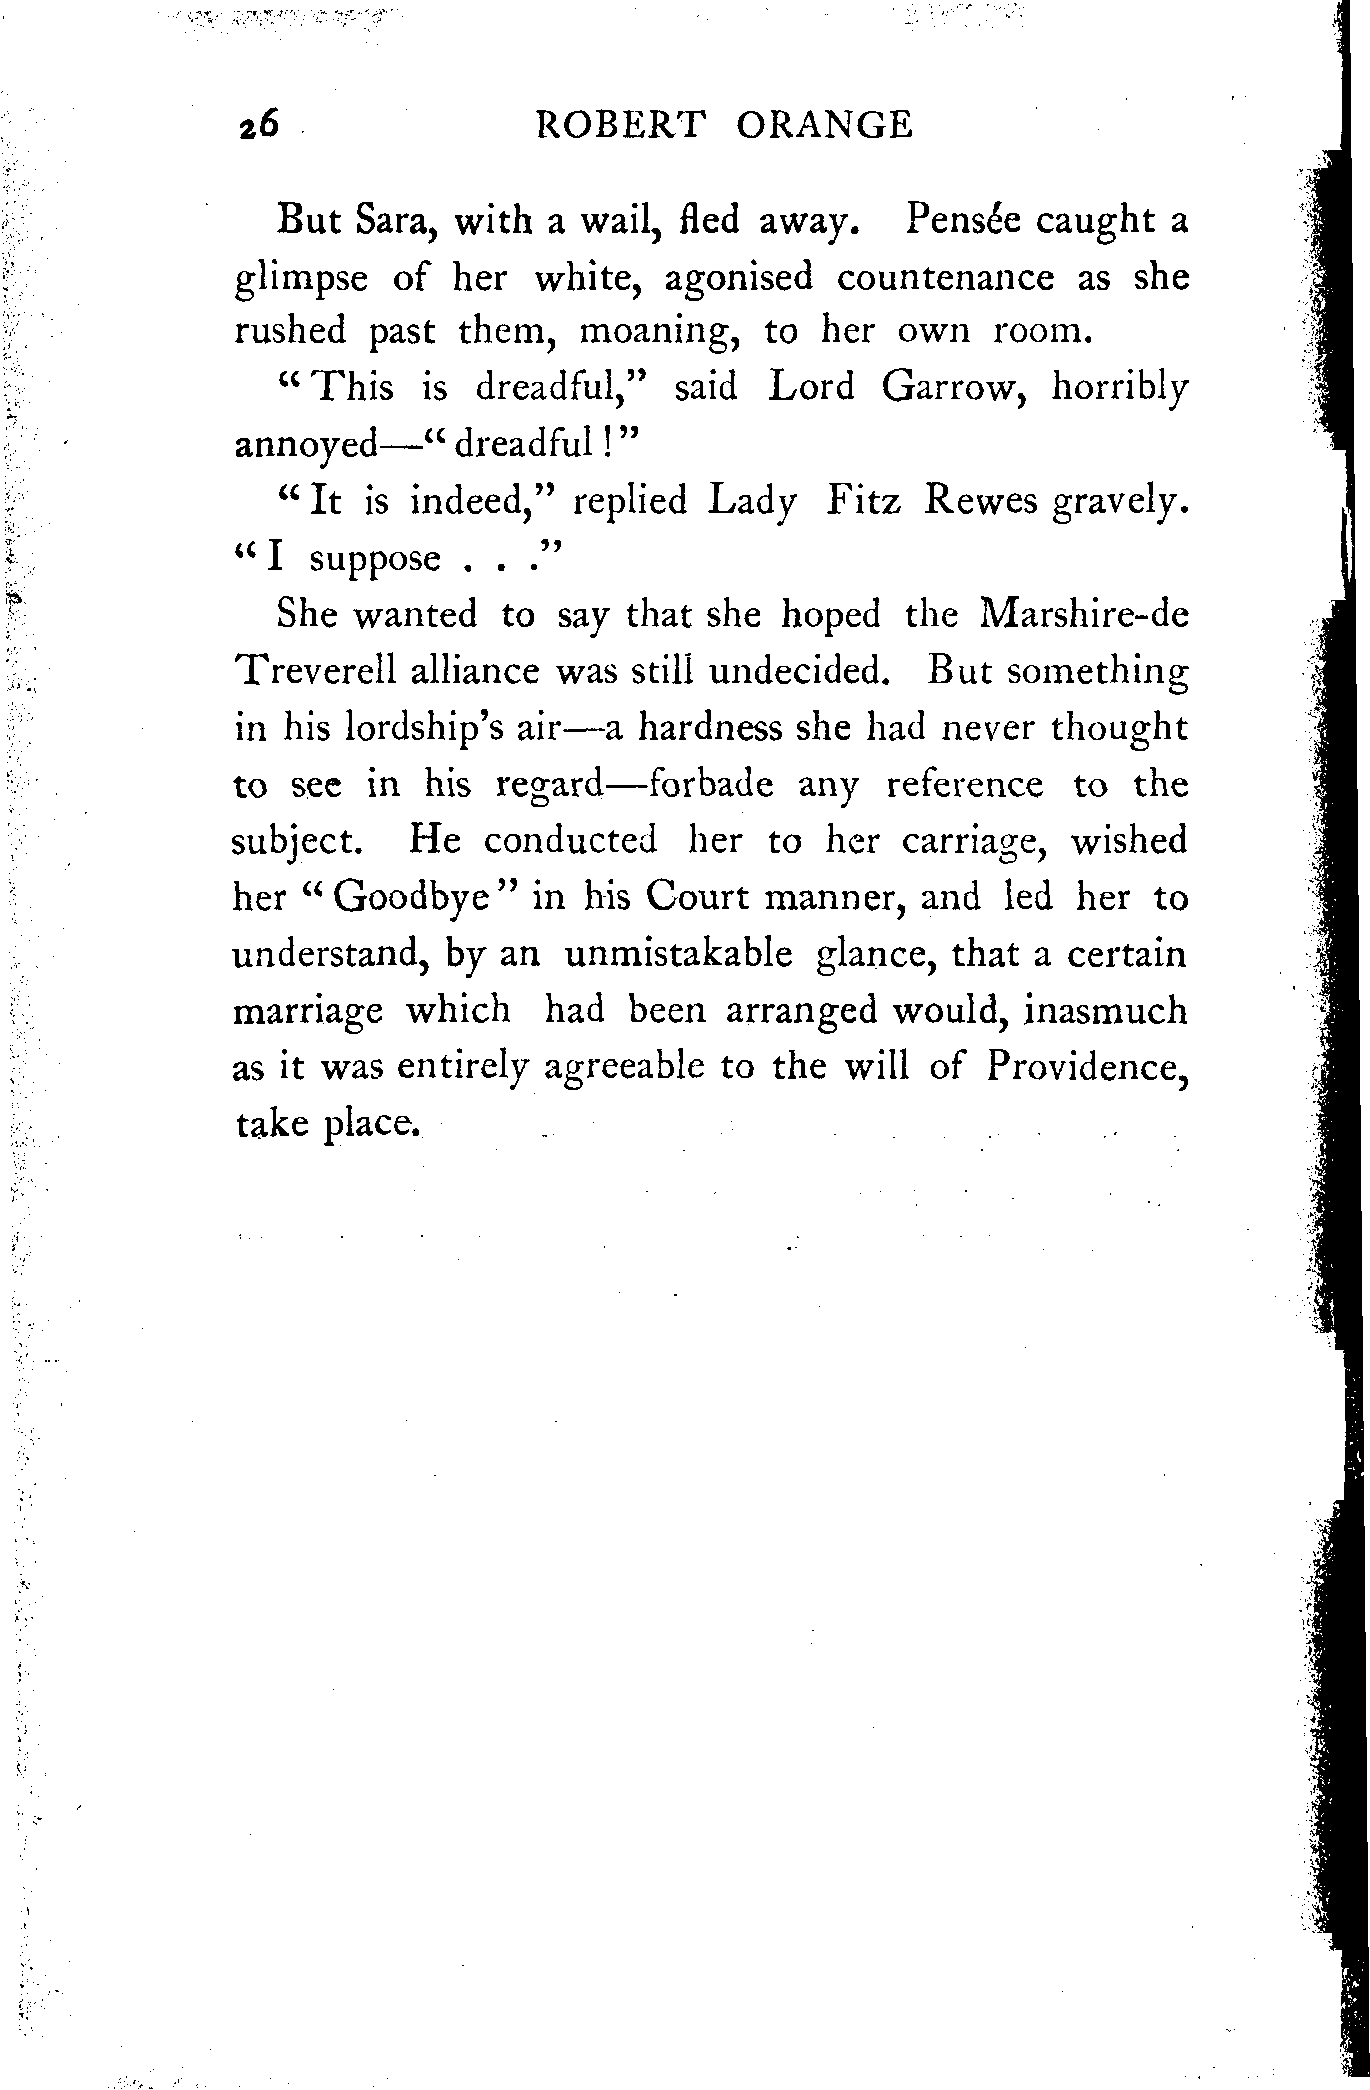 26 ROBERT ORANGE
But Sara, with a wail, fled away. Pensée caught a
glimpse of her white, agonised countenance as she
rushed past them, moaning, to her own room.
"This is dreadful," said Lord Garrow, horribly
annoyed—"dreadful!"
"It is indeed," replied Lady Fitz Rewes gravely.
"I suppose . . ."
She wanted to say that she hoped the Marshire-de
Treverell alliance was still undecided. But something
in his lordship's air—a hardness she had never thought
to see in his regard—forbade any reference to the
subject. He conducted her to her carriage, wished
her "Goodbye" in his Court manner, and led her to
understand, by an unmistakable glance, that a certain
marriage which had been arranged would, inasmuch
as it was entirely agreeable to the will of Providence,
take place.